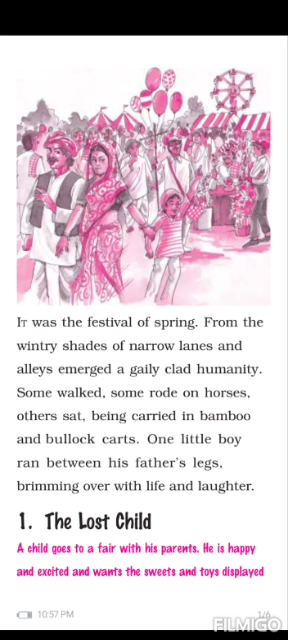 IT was the festival of spring. From the
wintry shades of narrow lanes and
alleys emerged a gaily clad humanity.
Some walked, some rode on horses,
others sat, being carried in bamboo
and bullock carts. One little boy
ran between his father's legs,
brimming over with life and laughter.
1. The Lost Child
A child goes to a fair with his parents. He is happy
and excited and wants the sweets and toys displayed
10:57 PM 1/6
FILMIGO